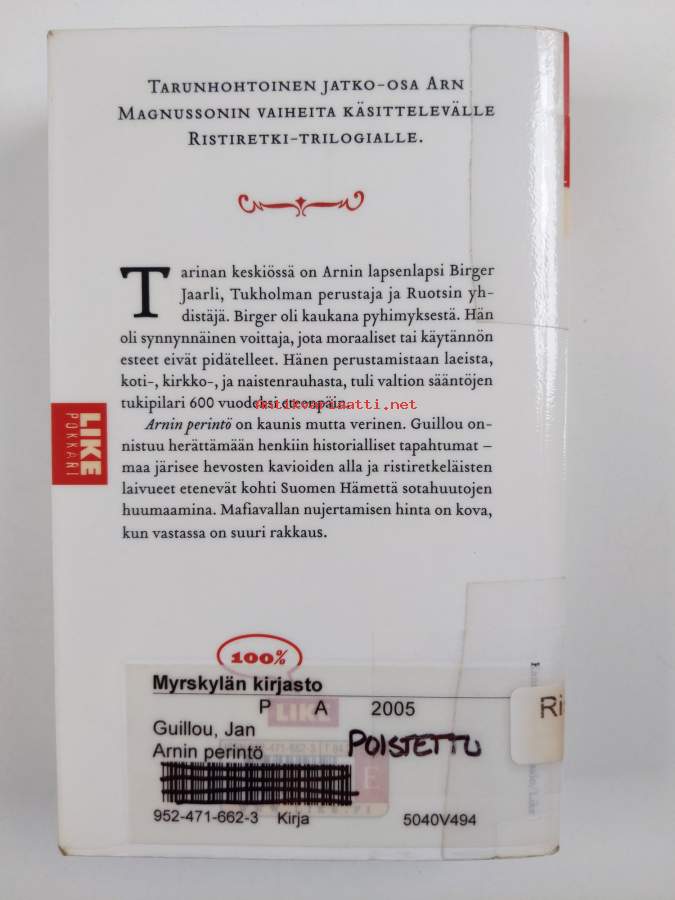 Tarunhohtoinen jatko-osa Arn
Magnussonin vaiheita käsittelevälle
Ristiretki-trilogialle.
Tarinan keskiössä on Arnin lapsenlapsi Birger
Jaarli, Tukholman perustaja ja Ruotsin yh-
distäjä. Birger oli kaukana pyhimyksestä. Hän
oli synnynnäinen voittaja, jota moraaliset tai käytännön
esteet eivät pidätelleet. Hänen perustamistaan laeista,
koti-, kirkko-, ja naistenrauhasta, tuli valtion sääntöjen
tukipilari 600 vuodeksi eteenpäin.
antikvariaatti.net
Arnin perintö on kaunis mutta verinen. Guillou on-
nistuu herättämään henkiin historialliset tapahtumat –
maa järisee hevosten kavioiden alla ja ristiretkeläisten
laivueet etenevät kohti Suomen Hämettä sotahuutojen
huumaamina. Mafiavallan nujertamisen hinta on kova,
kun vastassa on suuri rakkaus.
LIKE
POKKARI
100%
LIKE
Myrskylän kirjasto
P A 2005
Ri
Guillou, Jan
Arnin perintö
POISTETTU
952-471-662-3 Kirja 5040V494